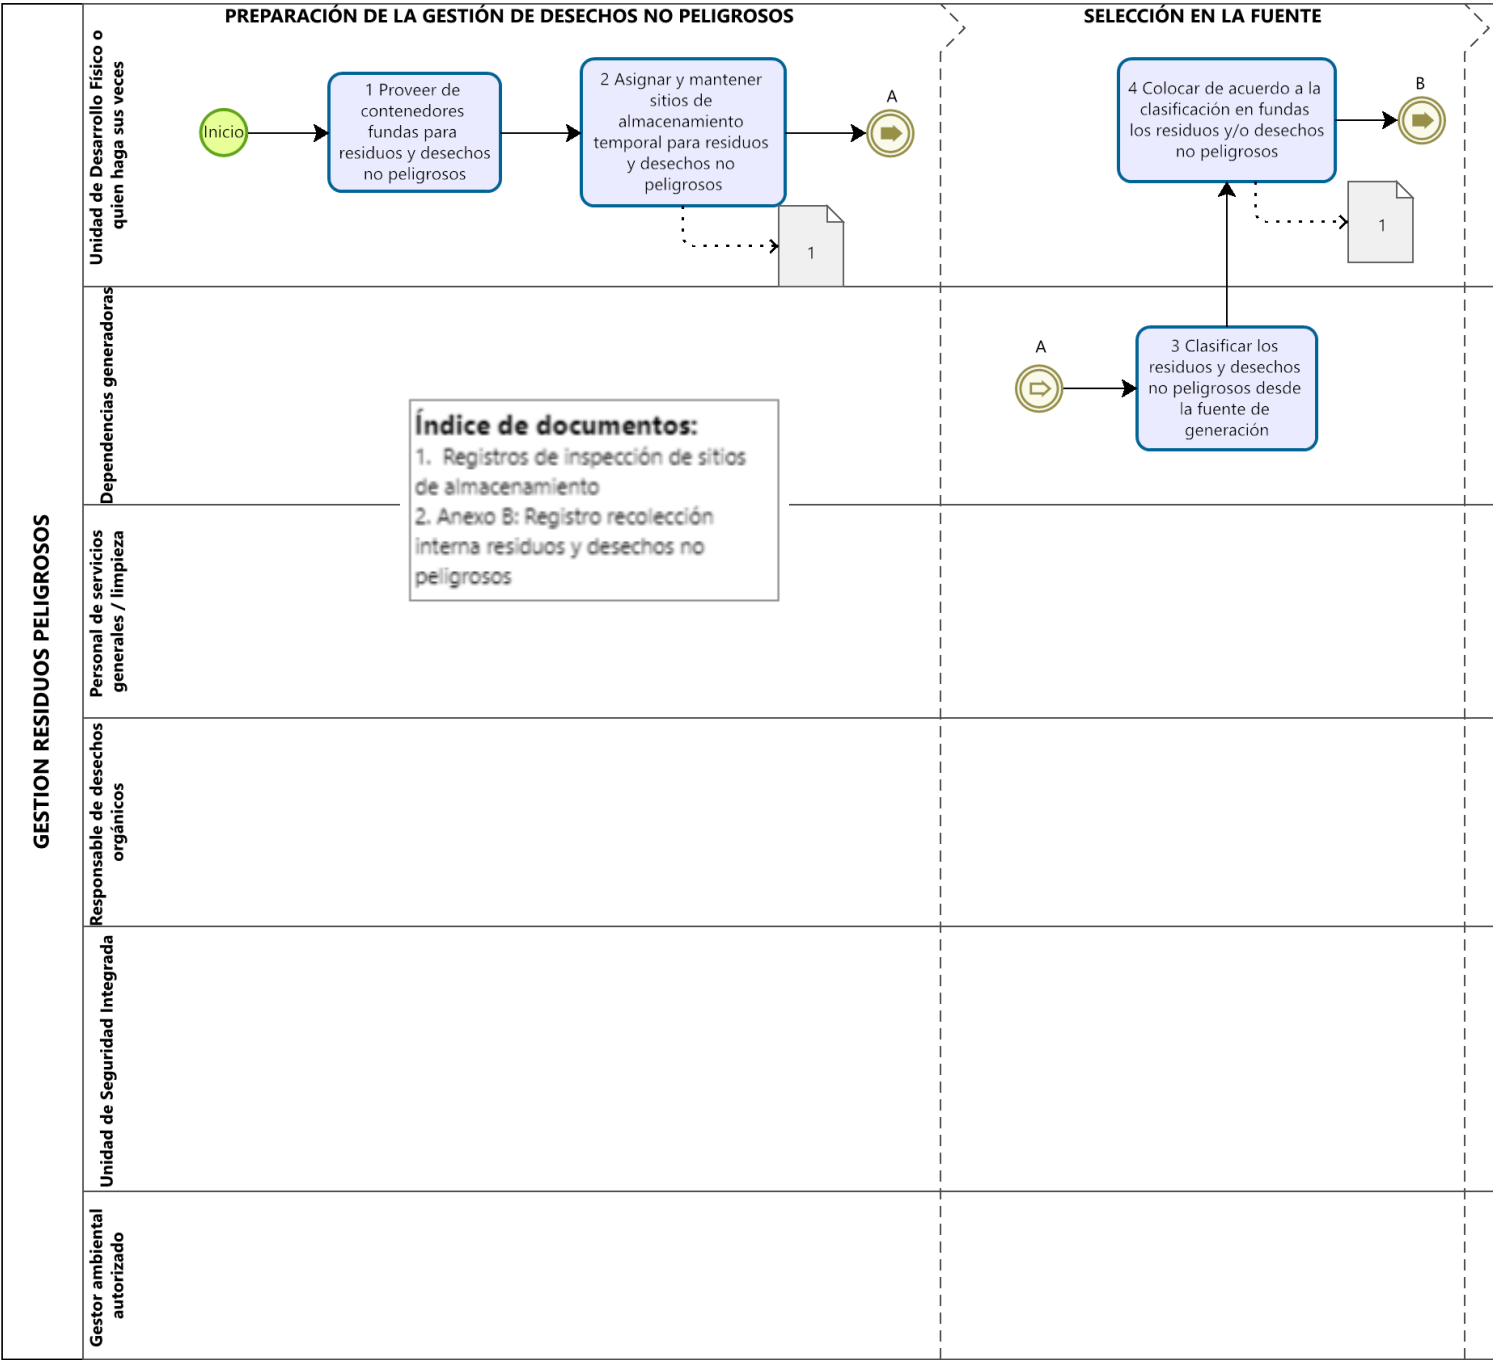 PREPARACIÓN DE LA GESTIÓN DE DESECHOS NO PELIGROSOS
SELECCIÓN EN LA FUENTE
GESTION RESIDUOS PELIGROSOS
Unidad de Desarrollo Físico o
quien haga sus veces
Inicio
1 Proveer de
contenedores
fundas para
residuos y desechos
no peligrosos
2 Asignar y mantener
sitios de
almacenamiento
temporal para residuos
y desechos no
peligrosos
A
1
4 Colocar de acuerdo a la
clasificación en fundas
los residuos y/o desechos
no peligrosos
B
1
Dependencias generadoras
A
3 Clasificar los
residuos y desechos
no peligrosos desde
la fuente de
generación
Índice de documentos:
1. Registros de inspección de sitios
de almacenamiento
2. Anexo B: Registro recolección
interna residuos y desechos no
peligrosos
Personal de servicios
generales / limpieza
Responsable de desechos
orgánicos
Unidad de Seguridad Integrada
Gestor ambiental
autorizado